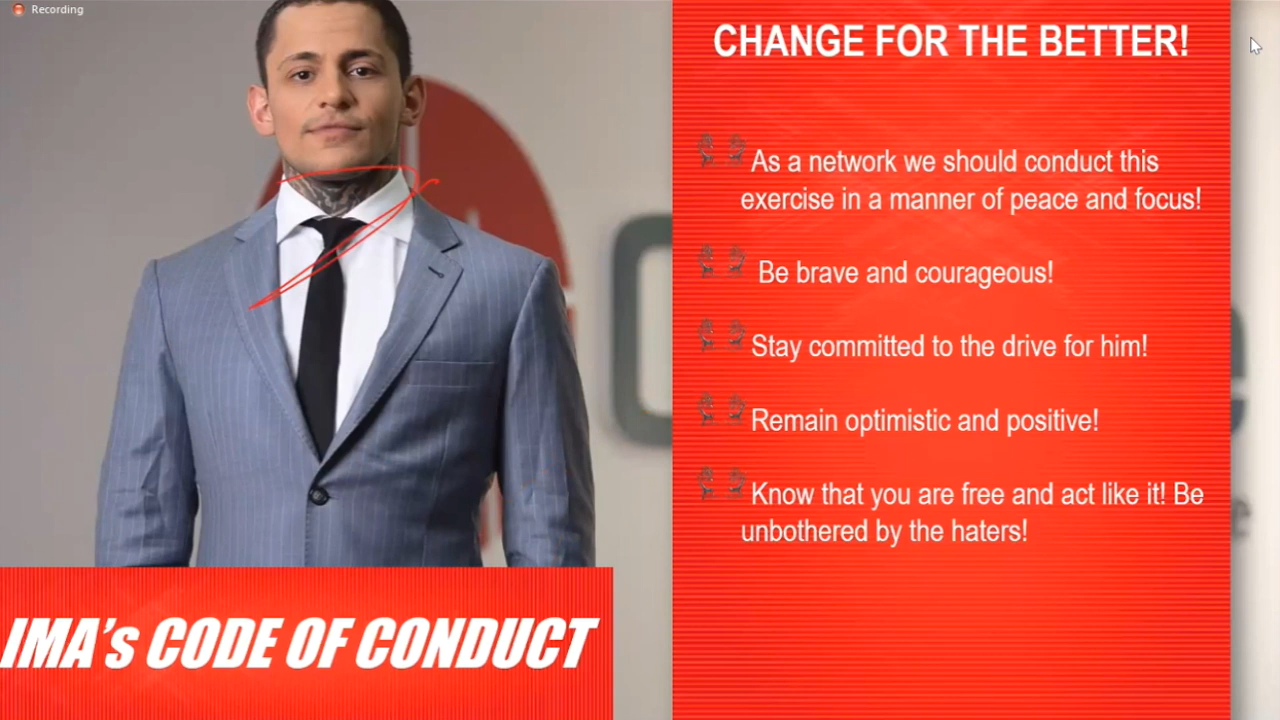 Recording
CHANGE FOR THE BETTER!
As a network we should conduct this
exercise in a manner of peace and focus!
Be brave and courageous!
Stay committed to the drive for him!
Remain optimistic and positive!
Know that you are free and act like it! Be
unbothered by the haters!
IMA's CODE OF CONDUCT